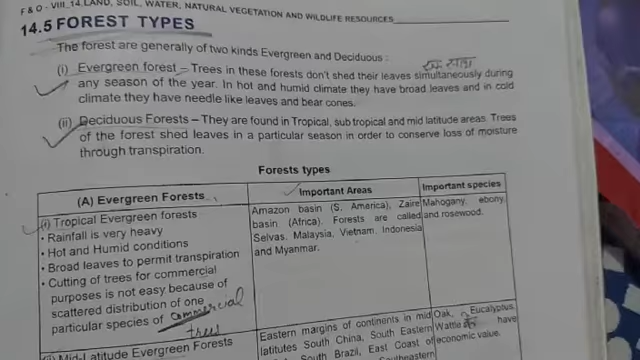 F & O - VIII_14.LAND, SOIL, WATER, NATURAL VEGETATION AND WILDLIFE RESOURCES
14.5 FOREST TYPES
The forest are generally of two kinds Evergreen and Deciduous :
एक साथ
(i) Evergreen forest – Trees in these forests don't shed their leaves simultaneously during
any season of the year. In hot and humid climate they have broad leaves and in cold
climate they have needle like leaves and bear cones.
(ii) Deciduous Forests – They are found in Tropical, sub tropical and mid latitude areas. Trees
of the forest shed leaves in a particular season in order to conserve loss of moisture
through transpiration.
Forests types
(A) Evergreen Forests
Important Areas
Important species
(i) Tropical Evergreen forests
• Rainfall is very heavy
• Hot and Humid conditions
• Broad leaves to permit transpiration
• Cutting of trees for commercial
purposes is not easy because of
scattered distribution of one
particular species of commercial
trees
Amazon basin (S. America), Zaire
basin (Africa). Forests are called
Selvas. Malaysia, Vietnam, Indonesia
and Myanmar.
Mahogany, ebony,
and rosewood.
(ii) Mid-Latitude Evergreen Forests
Eastern margins of continents in mid
latitudes South China, South Eastern
South Brazil, East Coast of
Southeastern
Oak, Eucalyptus,
Wattle have
economic value.